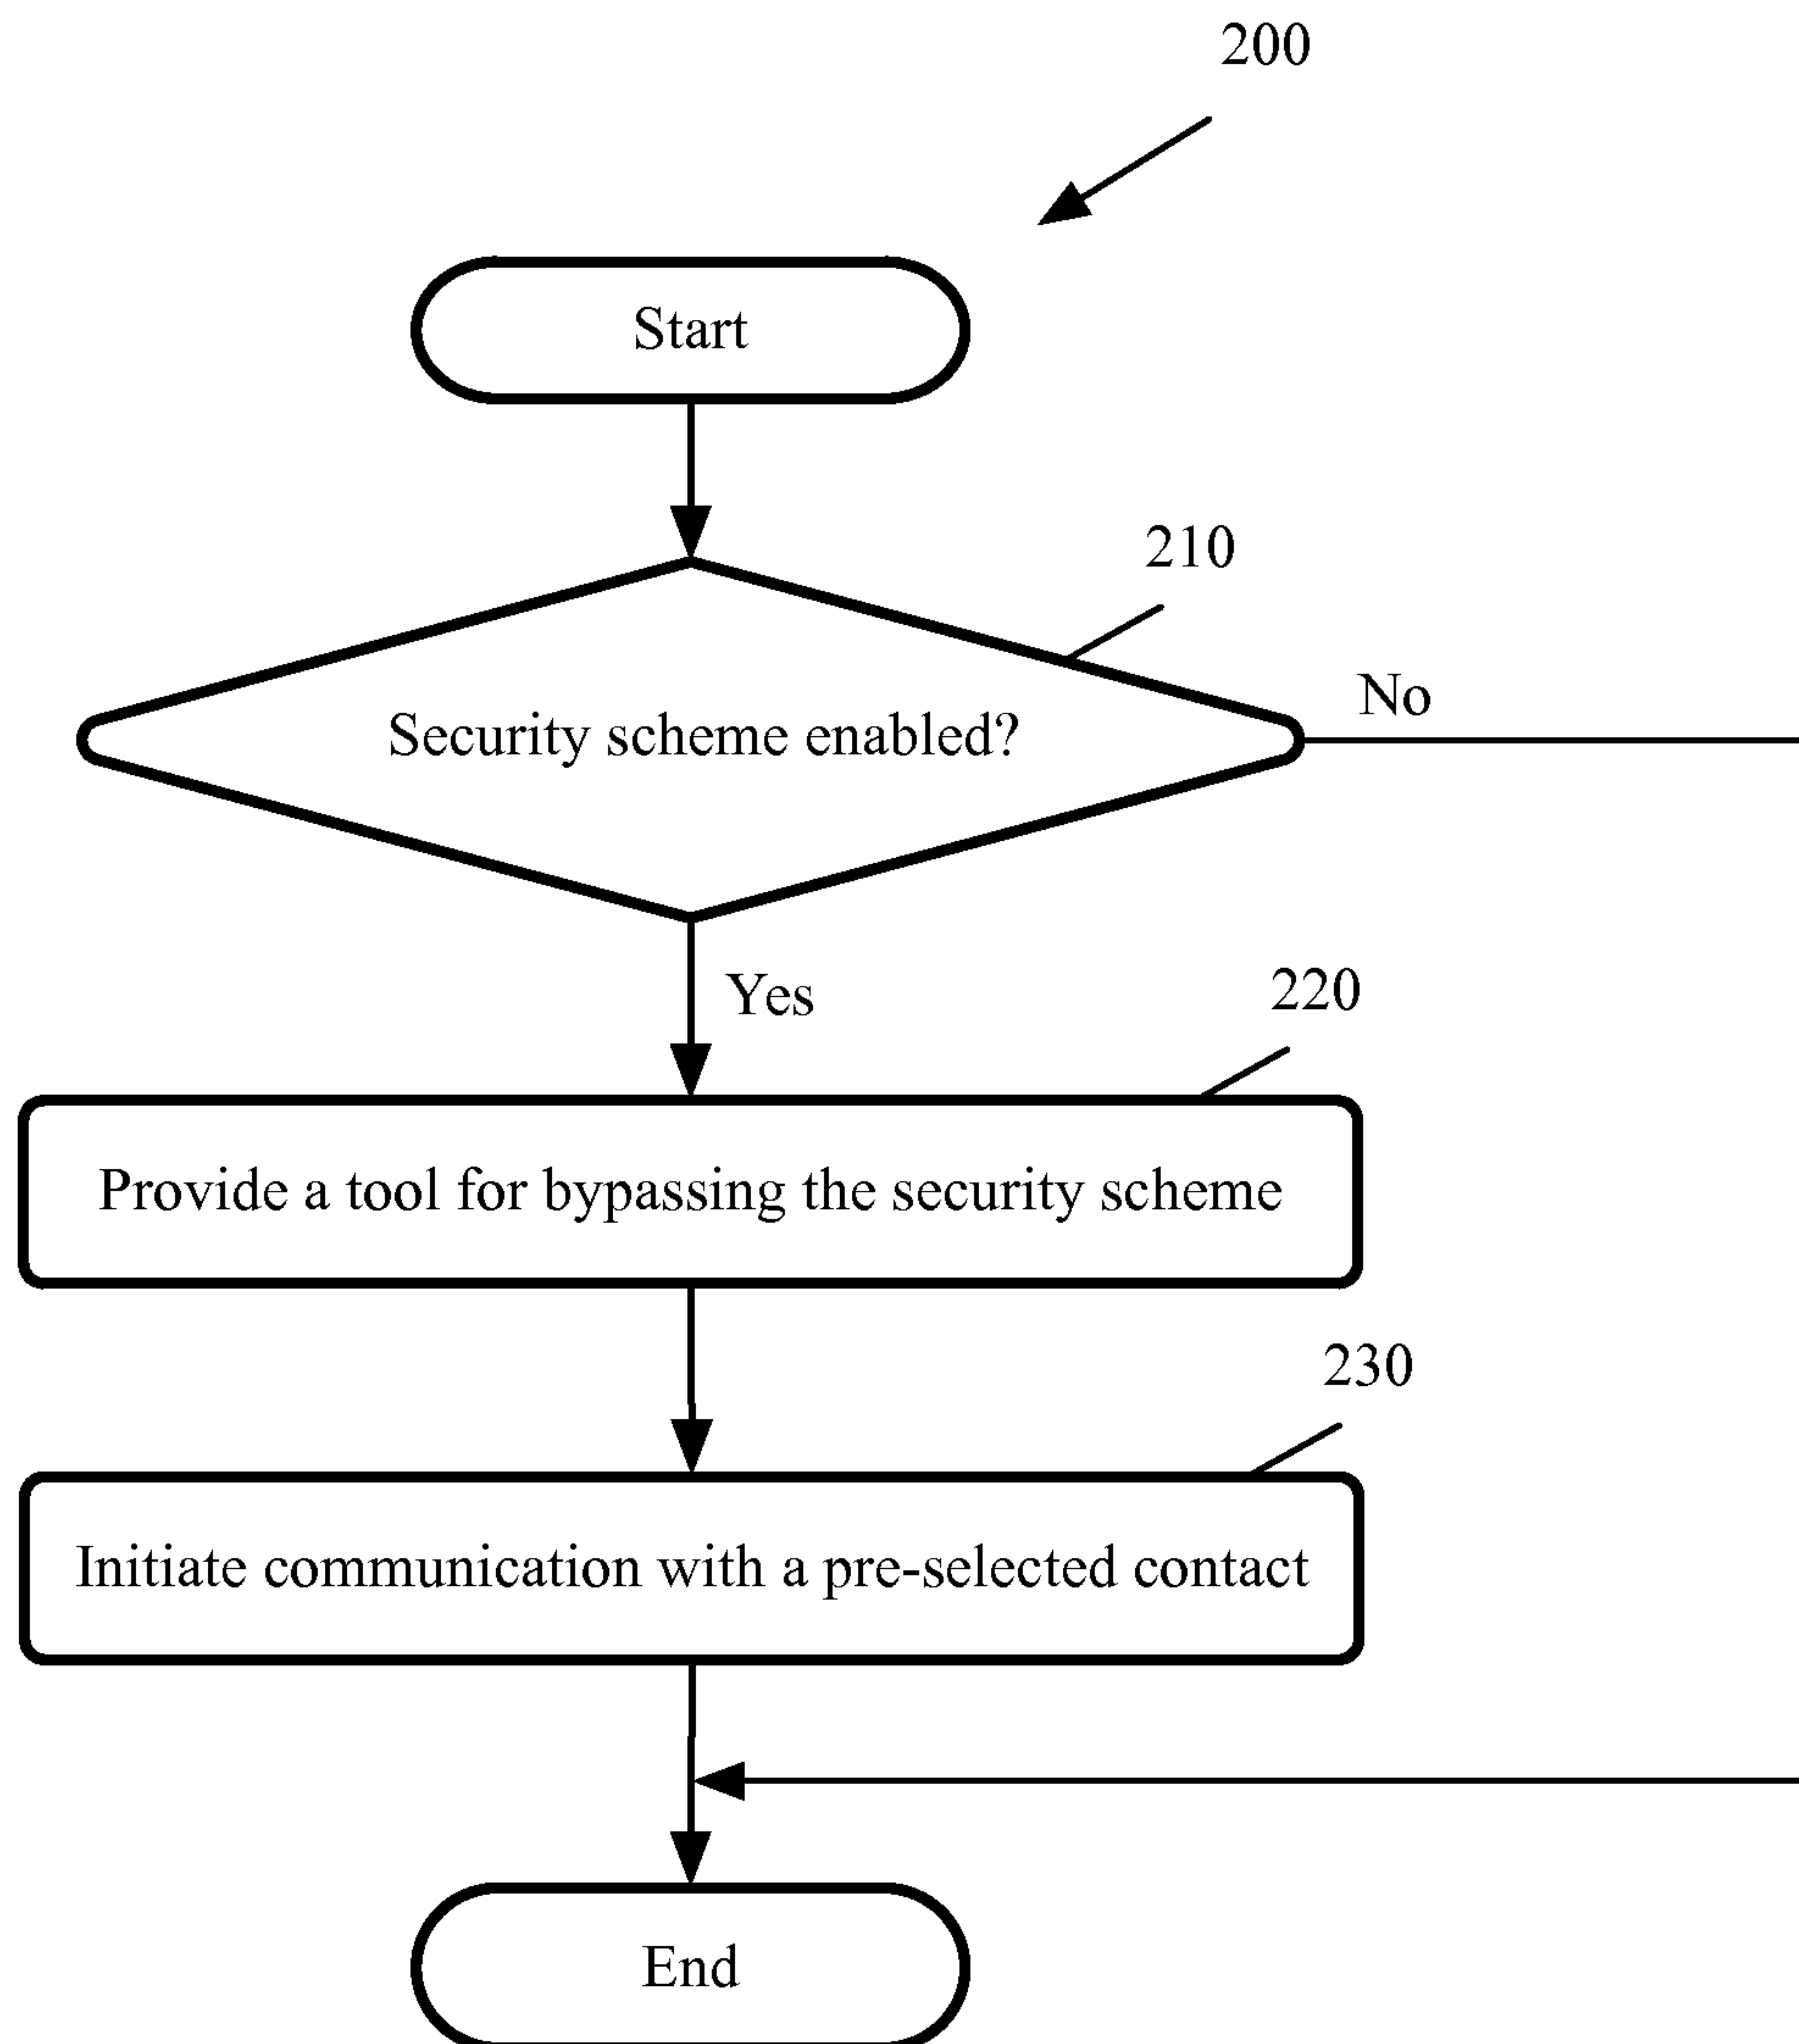 200
Start
210
Security scheme enabled?
No
Yes
220
Provide a tool for bypassing the security scheme
230
Initiate communication with a pre-selected contact
End